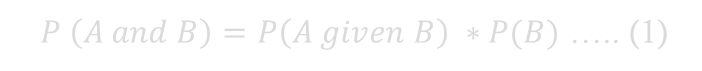 P (A and B) = P(A given B) * P(B) ..... (1)